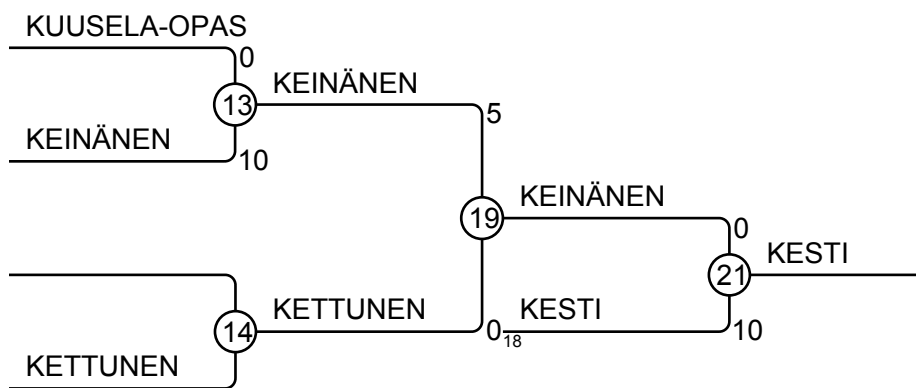 KUUSELA-OPAS
0
13
KEINÄNEN
5
KEINÄNEN
10
19
KEINÄNEN
0
21
KESTI
14
KETTUNEN
0
18
KESTI
10
KETTUNEN